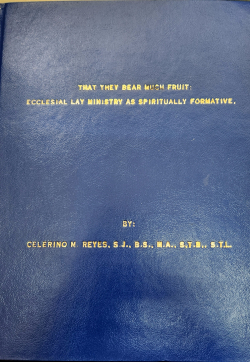 THAT THEY BEAR MUCH FRUIT:
ECCLESIAL LAY MINISTRY AS SPIRITUALLY FORMATIVE.
BY:
CELERINO M. REYES, S.J., B.S., M.A., S.T.B., S.T.L.